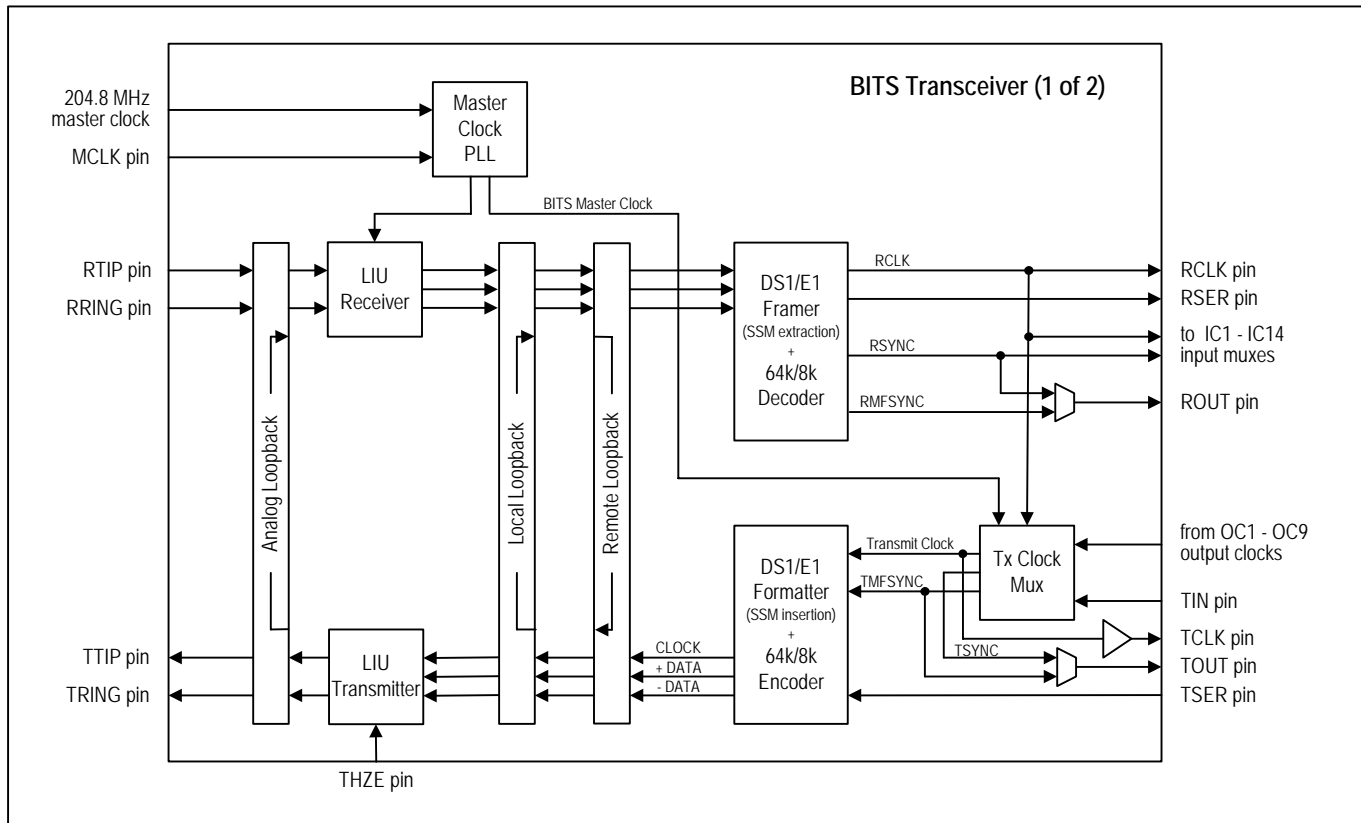 BITS Transceiver (1 of 2)
204.8 MHz
master clock
MCLK pin
Master
Clock
PLL
BITS Master Clock
RTIP pin
RRING pin
LIU
Receiver
DS1/E1
Framer
(SSM extraction)
+
64k/8k
Decoder
RCLK
RSYNC
RMFSYNC
RCLK pin
RSER pin
to IC1 - IC14
input muxes
ROUT pin
Analog Loopback
Local Loopback
Remote Loopback
DS1/E1
Formatter
(SSM insertion)
+
64k/8k
Encoder
Transmit Clock
TMFSYNC
Tx Clock
Mux
from OC1 - OC9
output clocks
TIN pin
TCLK pin
TSYNC
TOUT pin
TSER pin
TTIP pin
TRING pin
LIU
Transmitter
CLOCK
+ DATA
- DATA
THZE pin